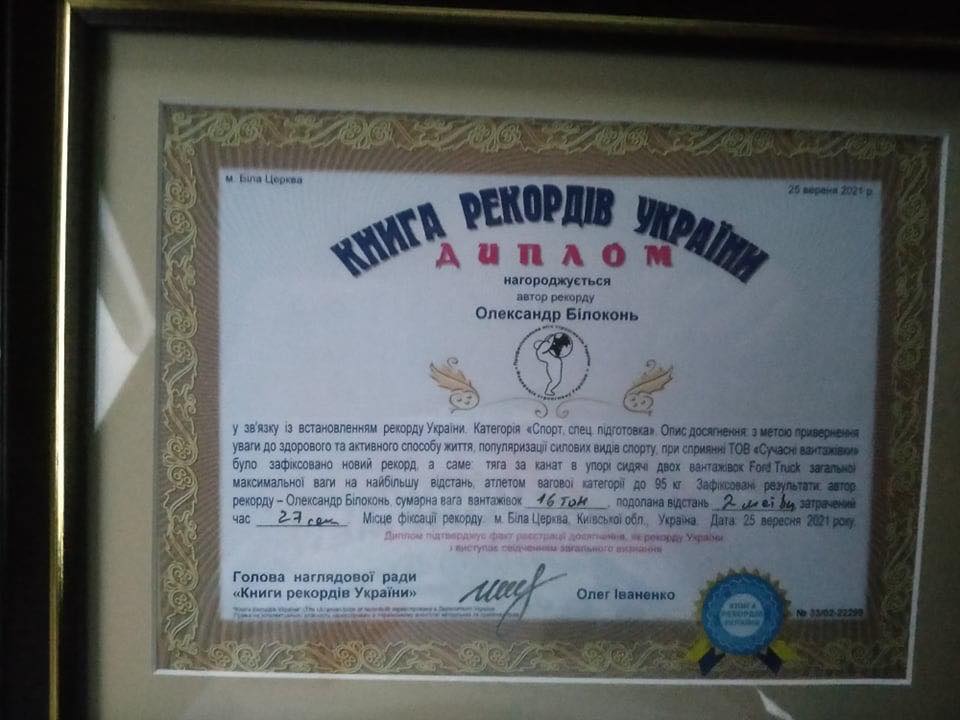 м. Біла Церква
25 вересня 2021 р.
КНИГА РЕКОРДІВ УКРАЇНИ
ДИПЛОМ
нагороджується
автор рекорду
Олександр Білоконь
у зв'язку із встановленням рекорду України. Категорія «Спорт, спец. підготовка». Опис досягнення: з метою привернення
уваги до здорового та активного способу життя, популяризації силових видів спорту, при сприянні ТОВ «Сучасні вантажівки»
було зафіксовано новий рекорд, а саме: тяга за канат в упорі сидячі двох вантажівок Ford Truck загальної
максимальної ваги на найбільшу відстань, атлетом вагової категорії до 95 кг. Зафіксовані результати: автор
рекорду – Олександр Білоконь, сумарна вага вантажівок 16 тон, подолана відстань 2 метри, затрачений
час 27 сек. Місце фіксації рекорду: м. Біла Церква, Київської обл., Україна. Дата: 25 вересня 2021 року.
Диплом підтверджує факт реєстрації досягнення, як рекорду України
і виступає свідченням загального визнання
Голова наглядової ради
«Книги рекордів України»
Олег Іваненко
КНИГА
РЕКОРДІВ
УКРАЇНИ
№ 33/02-22299